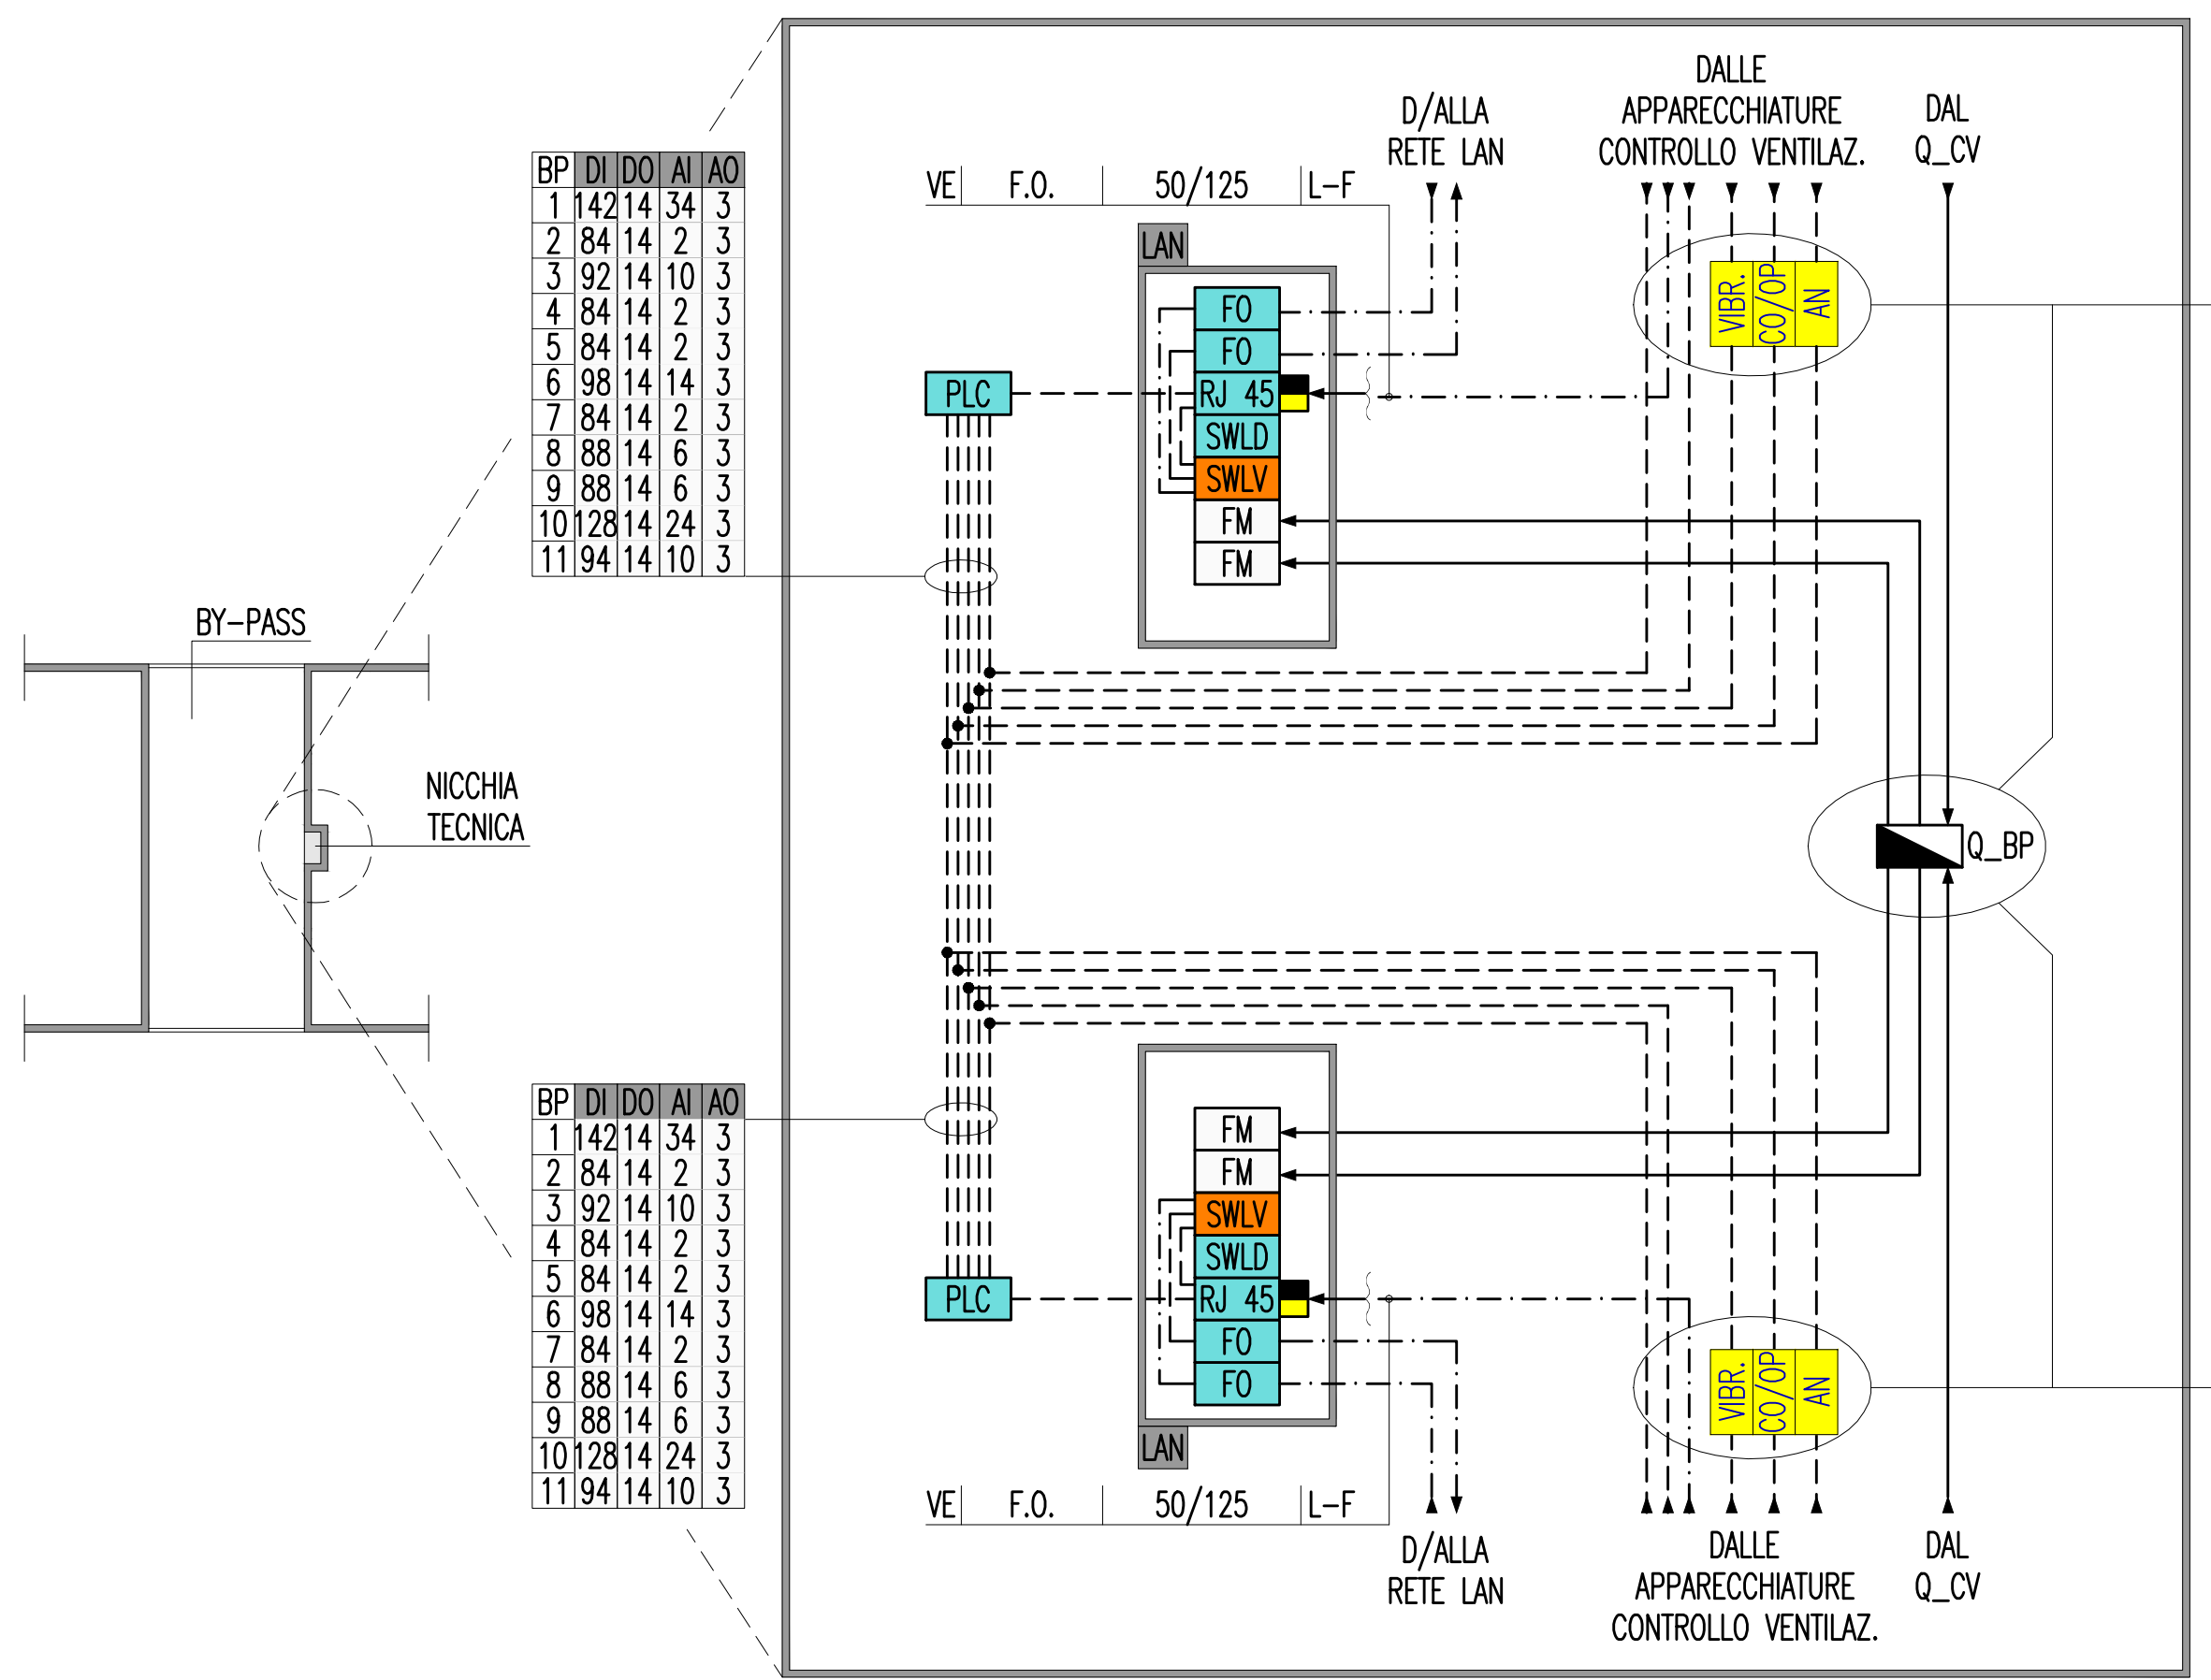 DALLE
APPARECCHIATURE
CONTROLLO VENTILAZ.
D/ALLA
RETE LAN
DAL
Q_CV
VE F.O. 50/125 L-F
LAN
BP DI DO AI AO
1 142 14 34 3
2 84 14 2 3
3 92 14 10 3
4 84 14 2 3
5 84 14 2 3
6 98 14 14 3
7 84 14 2 3
8 88 14 6 3
9 88 14 6 3
10 128 14 24 3
11 94 14 10 3
VIBR.
CO/OP
AN
FO
FO
PLC
RJ 45
SWLD
SWLV
FM
FM
BY-PASS
NICCHIA
TECNICA
Q_BP
BP DI DO AI AO
1 142 14 34 3
2 84 14 2 3
3 92 14 10 3
4 84 14 2 3
5 84 14 2 3
6 98 14 14 3
7 84 14 2 3
8 88 14 6 3
9 88 14 6 3
10 128 14 24 3
11 94 14 10 3
FM
FM
SWLV
SWLD
PLC
RJ 45
FO
FO
VIBR.
CO/OP
AN
LAN
VE F.O. 50/125 L-F
D/ALLA
RETE LAN
DALLE
APPARECCHIATURE
CONTROLLO VENTILAZ.
DAL
Q_CV